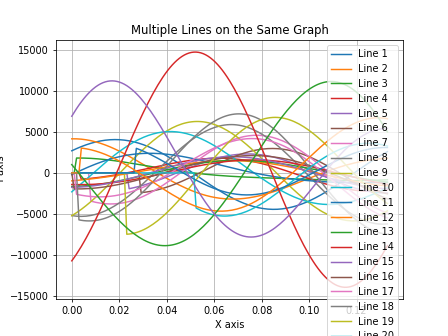 Multiple Lines on the Same Graph
15000
10000
5000
0
−5000
−10000
−15000
0.00
0.02
0.04
0.06
0.08
0.10
X axis
Line 1
Line 2
Line 3
Line 4
Line 5
Line 6
Line 7
Line 8
Line 9
Line 10
Line 11
Line 12
Line 13
Line 14
Line 15
Line 16
Line 17
Line 18
Line 19